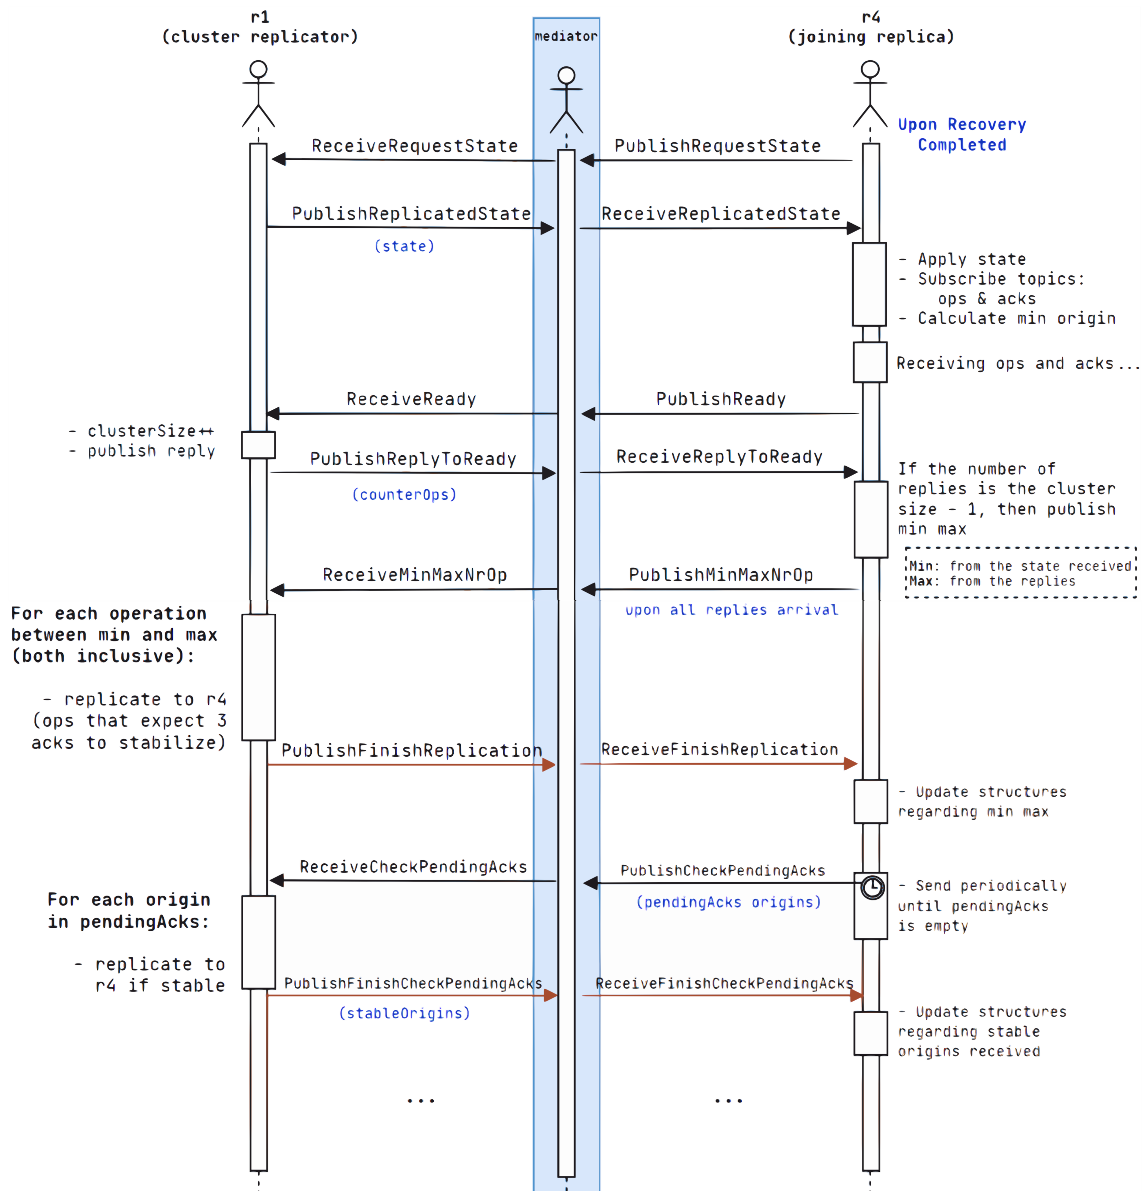 r1
(cluster replicator)
mediator
r4
(joining replica)
Upon Recovery
Completed
ReceiveRequestState
PublishRequestState
PublishReplicatedState
(state)
ReceiveReplicatedState
- Apply state
- Subscribe topics:
ops & acks
- Calculate min origin
Receiving ops and acks...
ReceiveReady
PublishReady
- clusterSize++
- publish reply
PublishReplyToReady
(counterOps)
ReceiveReplyToReady
If the number of
replies is the cluster
size - 1, then publish
min max
Min: from the state received
Max: from the replies
ReceiveMinMaxNrOp
PublishMinMaxNrOp
upon all replies arrival
For each operation
between min and max
(both inclusive):
- replicate to r4
(ops that expect 3
acks to stabilize)
PublishFinishReplication
ReceiveFinishReplication
- Update structures
regarding min max
ReceiveCheckPendingAcks
PublishCheckPendingAcks
(pendingAcks origins)
- Send periodically
until pendingAcks
is empty
For each origin
in pendingAcks:
- replicate to
r4 if stable
PublishFinishCheckPendingAcks
(stableOrigins)
ReceiveFinishCheckPendingAcks
- Update structures
regarding stable
origins received
... ...